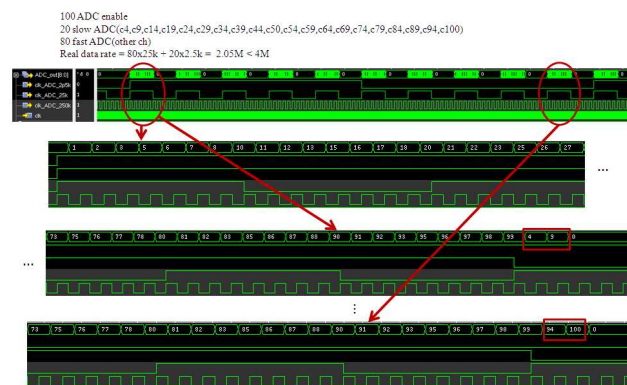 100 ADC enable
20 slow ADC(c4,c9,c14,c19,c24,c29,c34,c39,c44,c50,c54,c59,c64,c69,c74,c79,c84,c89,c94,c100)
80 fast ADC(other ch)
Real data rate = 80x25k + 20x2.5k = 2.05M < 4M
ADC_out[8:0]
clk_ADC_2p5k 0
clk_ADC_25k 1
clk_ADC_250k 1
clk 1
1 2 3 5 6 7 8 10 11 12 13 15 16 17 18 20 21 22 23 25 26 27 ...
73 75 76 77 78 80 81 82 83 85 86 87 88 90 91 92 93 95 96 97 98 99 4 9 0
...
73 75 76 77 78 80 81 82 83 85 86 87 88 90 91 92 93 95 96 97 98 99 94 100 0